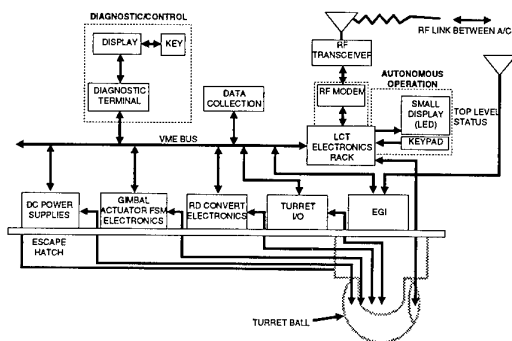 DIAGNOSTIC/CONTROL
DISPLAY
KEY
DIAGNOSTIC
TERMINAL
DATA
COLLECTION
RF
TRANSCEIVER
RF LINK BETWEEN A/C
RF MODEM
AUTONOMOUS
OPERATION
SMALL
DISPLAY
(LED)
KEYPAD
TOP LEVEL
STATUS
LCT
ELECTRONICS
RACK
VME BUS
DC POWER
SUPPLIES
GIMBAL
ACTUATOR FSM
ELECTRONICS
RD CONVERT
ELECTRONICS
TURRET
I/O
EGI
ESCAPE
HATCH
TURRET BALL